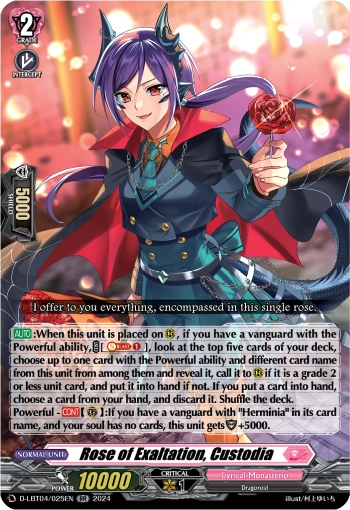 2
GRADE
INTERCEPT
5000
SHIELD
I offer to you everything, encompassed in this single rose.
AUTO:When this unit is placed on , if you have a vanguard with the
Powerful ability, [ ], look at the top five cards of your deck,
choose up to one card with the Powerful ability and different card name
from this unit from among them and reveal it, call it to if it is a grade 2
or less unit card, and put it into hand if not. If you put a card into hand,
choose a card from your hand, and discard it. Shuffle the deck.
Powerful - CONT [ ]:If you have a vanguard with "Herminia" in its card
name, and your soul has no cards, this unit gets +5000.
NORMAL UNIT
Rose of Exaltation, Custodia
Lyrical Monasterio
Dragoroid
POWER 10000
CRITICAL
1
D-LBT04/025EN RR 2024
illust/村上ゆいち